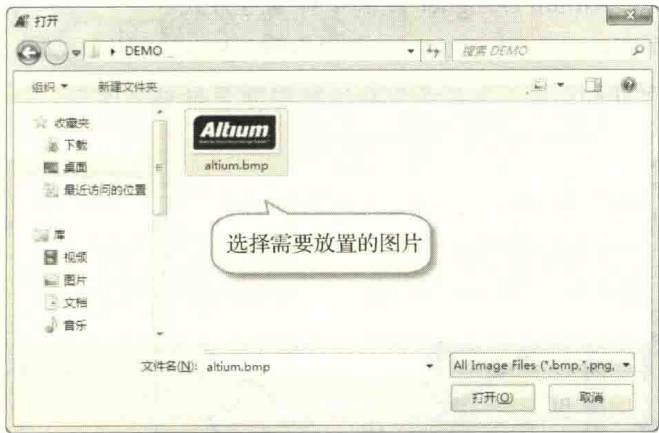 打开
DEMO
搜索 DEMO
组织
新建文件夹
收藏夹
下载
桌面
最近访问的位置
库
视频
图片
文档
音乐
Altium
altium.bmp
选择需要放置的图片
文件名(N): altium.bmp
All Image Files (*.bmp,*.png,
打开(O)
取消